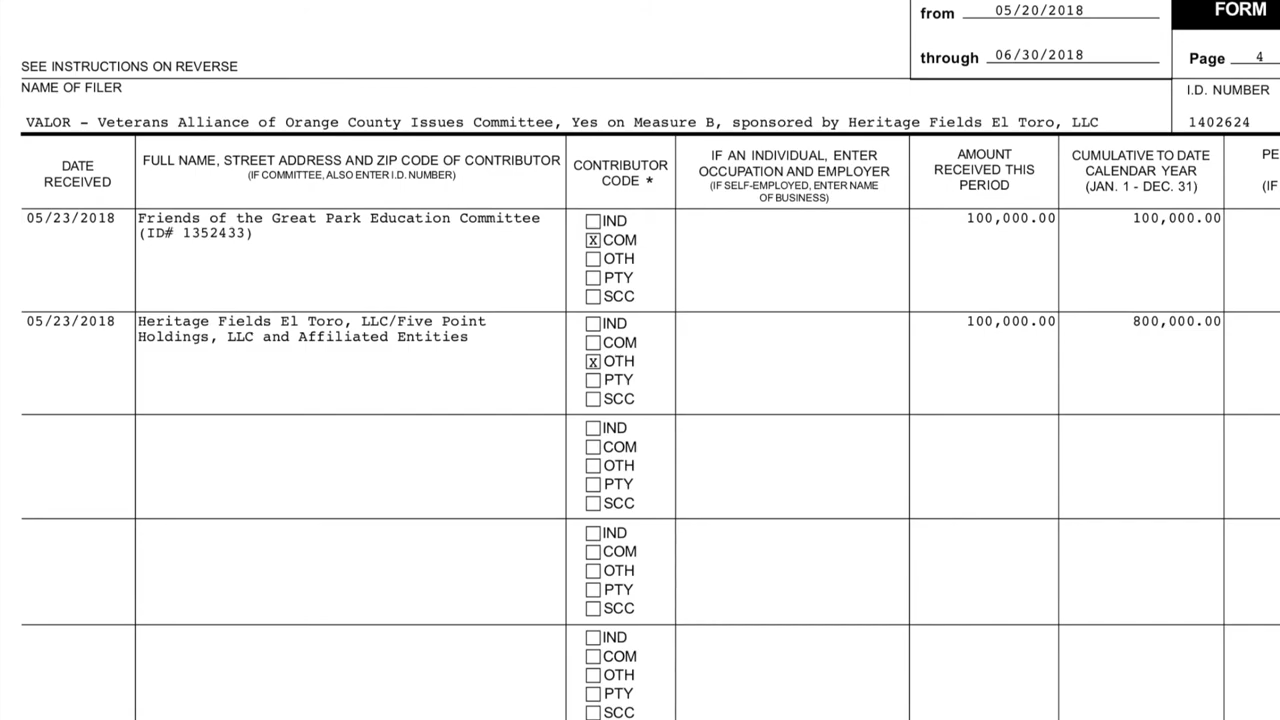 from 05/20/2018
FORM
through 06/30/2018
Page 4
SEE INSTRUCTIONS ON REVERSE
NAME OF FILER
I.D. NUMBER
VALOR - Veterans Alliance of Orange County Issues Committee, Yes on Measure B, sponsored by Heritage Fields El Toro, LLC
1402624
DATE
RECEIVED
FULL NAME, STREET ADDRESS AND ZIP CODE OF CONTRIBUTOR
(IF COMMITTEE, ALSO ENTER I.D. NUMBER)
CONTRIBUTOR
CODE *
IF AN INDIVIDUAL, ENTER
OCCUPATION AND EMPLOYER
(IF SELF-EMPLOYED, ENTER NAME
OF BUSINESS)
AMOUNT
RECEIVED THIS
PERIOD
CUMULATIVE TO DATE
CALENDAR YEAR
(JAN. 1 - DEC. 31)
PE
(IF
05/23/2018
Friends of the Great Park Education Committee
(ID# 1352433)
IND
X COM
OTH
PTY
SCC
100,000.00
100,000.00
05/23/2018
Heritage Fields El Toro, LLC/Five Point
Holdings, LLC and Affiliated Entities
IND
COM
X OTH
PTY
SCC
100,000.00
800,000.00
IND
COM
OTH
PTY
SCC
IND
COM
OTH
PTY
SCC
IND
COM
OTH
PTY
SCC